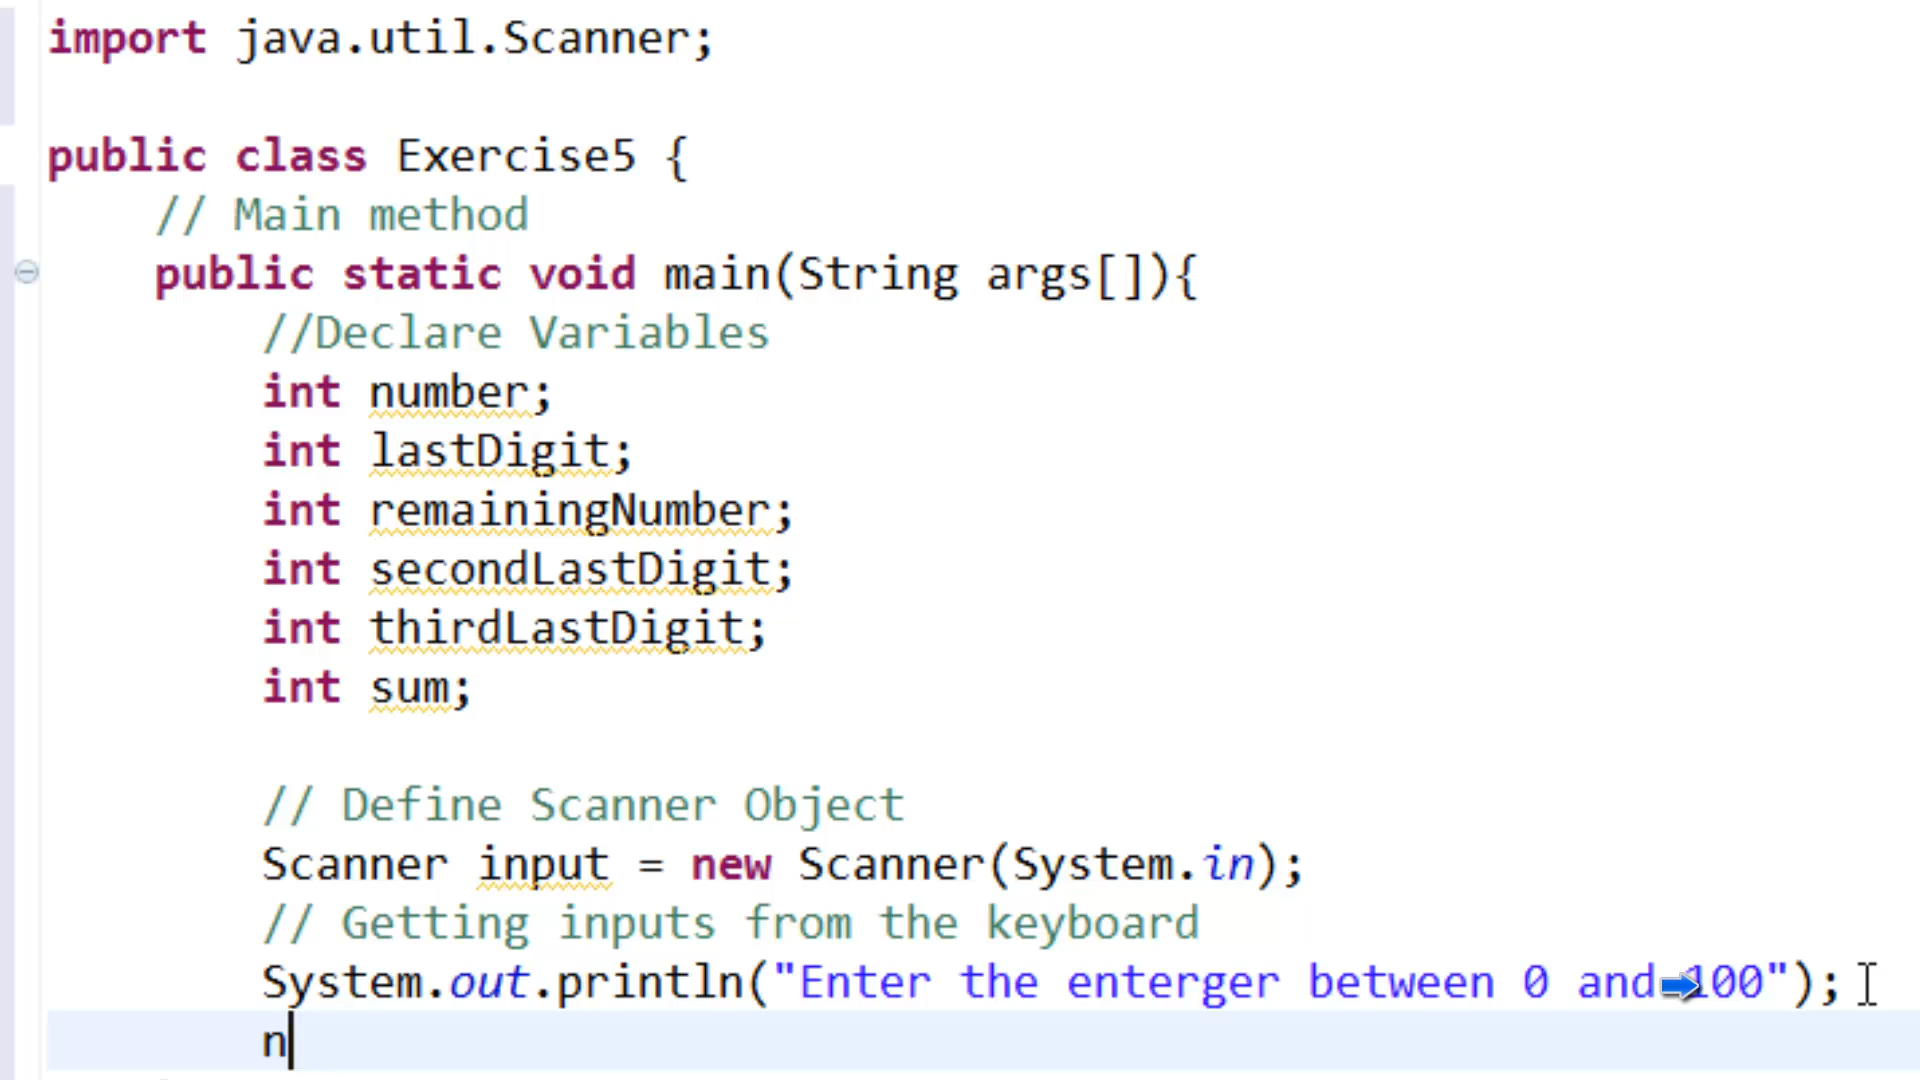 import java.util.Scanner;
public class Exercise5 {
// Main method
public static void main(String args[]){
//Declare Variables
int number;
int lastDigit;
int remainingNumber;
int secondLastDigit;
int thirdLastDigit;
int sum;
// Define Scanner Object
Scanner input = new Scanner(System.in);
// Getting inputs from the keyboard
System.out.println("Enter the enterger between 0 and 100");
n